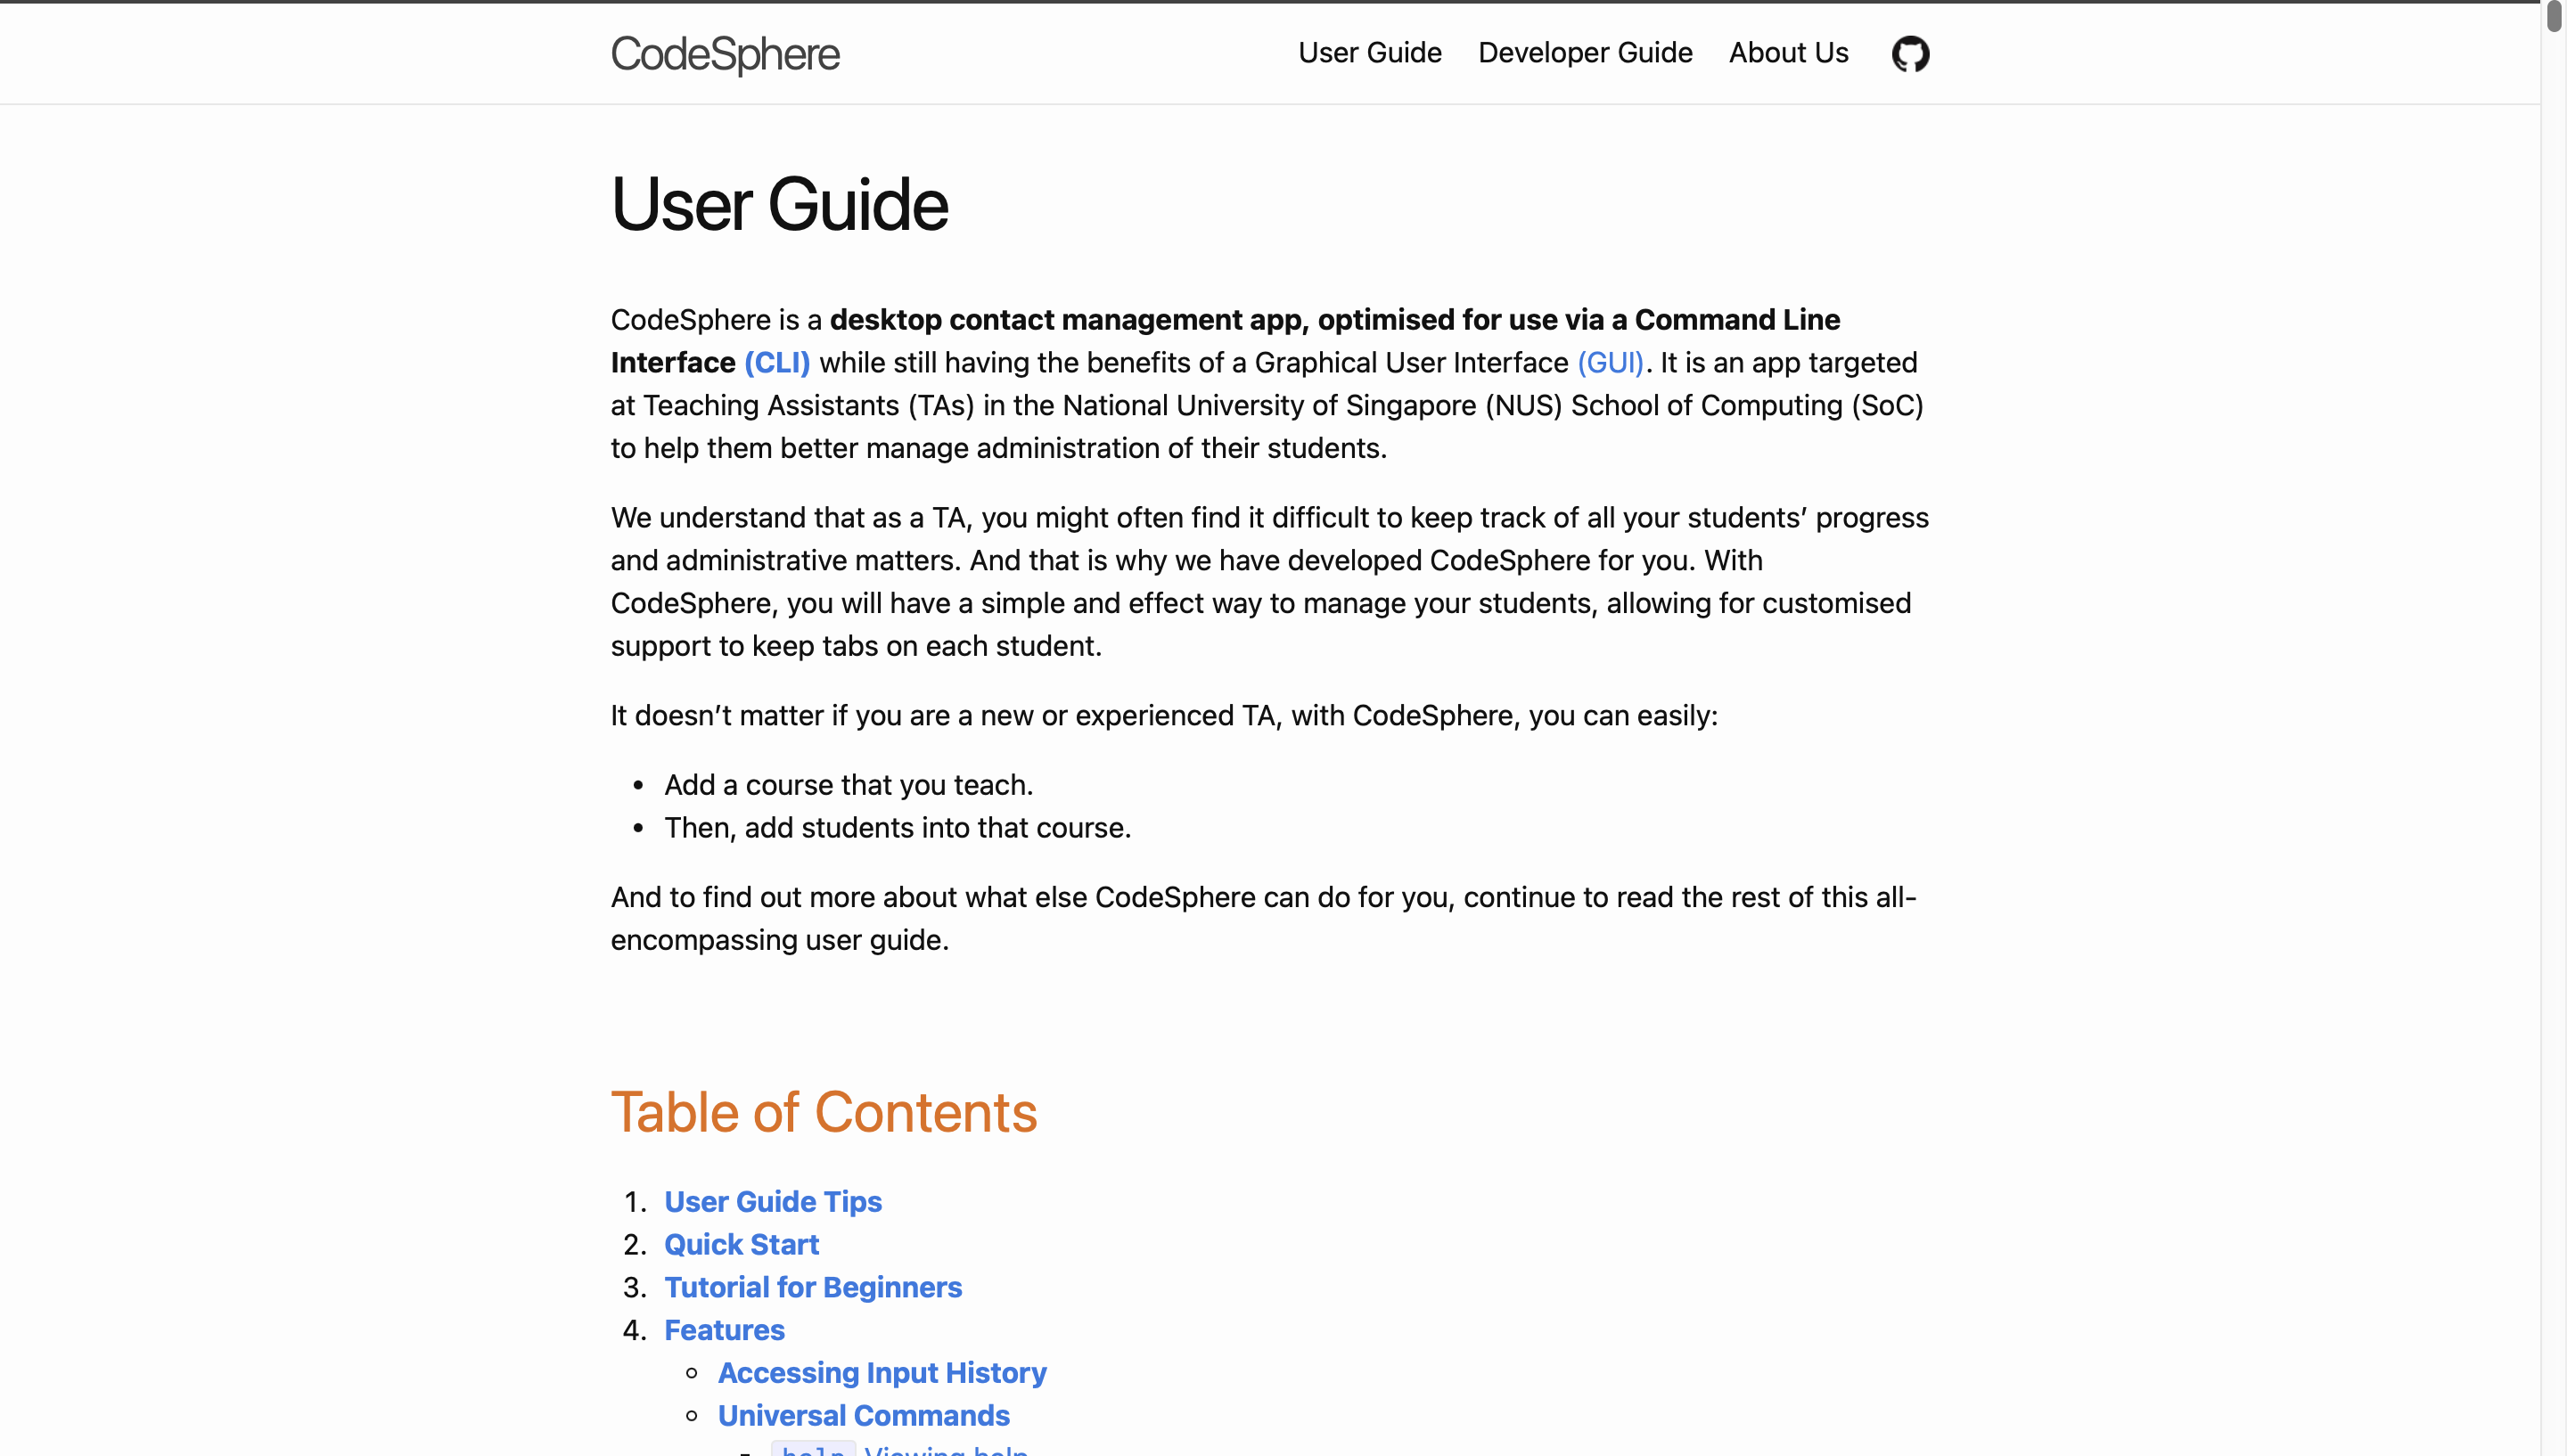 CodeSphere
User Guide Developer Guide About Us
User Guide
CodeSphere is a desktop contact management app, optimised for use via a Command Line
Interface (CLI) while still having the benefits of a Graphical User Interface (GUI). It is an app targeted
at Teaching Assistants (TAs) in the National University of Singapore (NUS) School of Computing (SoC)
to help them better manage administration of their students.
We understand that as a TA, you might often find it difficult to keep track of all your students’ progress
and administrative matters. And that is why we have developed CodeSphere for you. With
CodeSphere, you will have a simple and effect way to manage your students, allowing for customised
support to keep tabs on each student.
It doesn’t matter if you are a new or experienced TA, with CodeSphere, you can easily:
• Add a course that you teach.
• Then, add students into that course.
And to find out more about what else CodeSphere can do for you, continue to read the rest of this all-
encompassing user guide.
Table of Contents
1. User Guide Tips
2. Quick Start
3. Tutorial for Beginners
4. Features
Accessing Input History
Universal Commands
help Viewing help